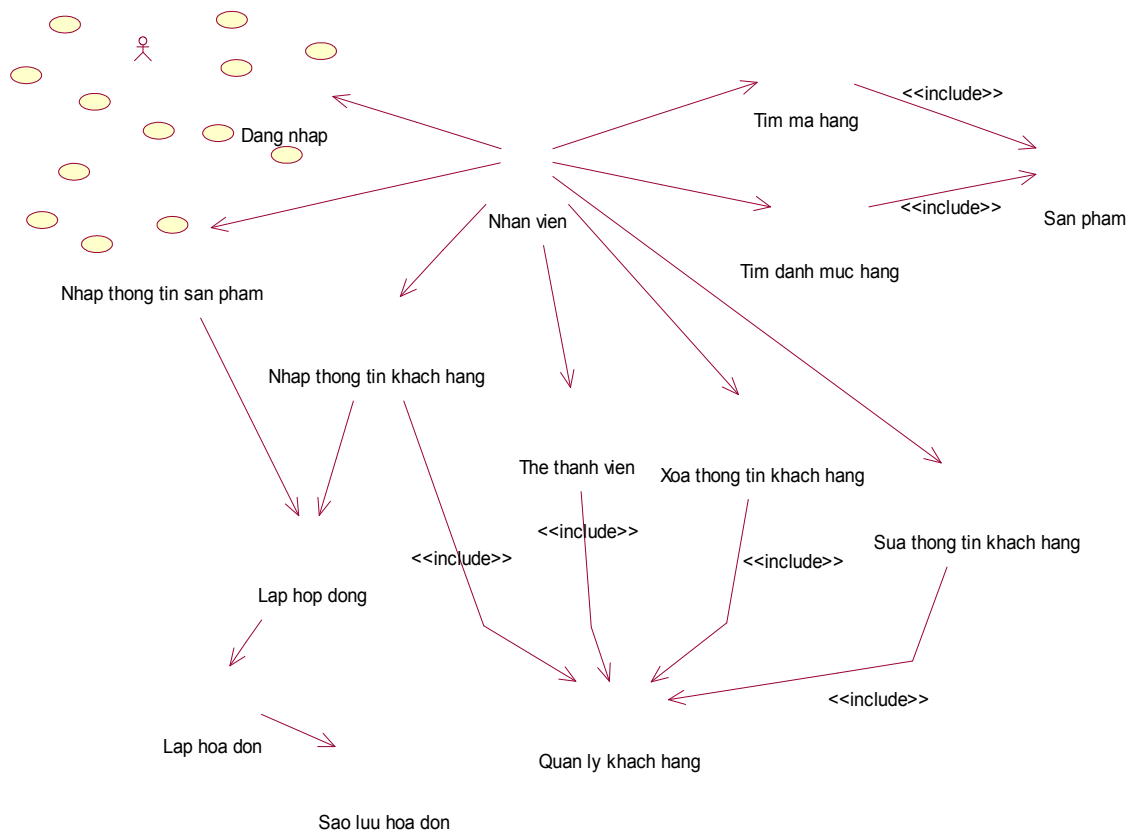 <<include>>
Tim ma hang
Dang nhap
<<include>>
San pham
Nhan vien
Tim danh muc hang
Nhap thong tin san pham
Nhap thong tin khach hang
The thanh vien
Xoa thong tin khach hang
<<include>>
Sua thong tin khach hang
<<include>>
<<include>>
Lap hop dong
<<include>>
Lap hoa don
Quan ly khach hang
Sao luu hoa don